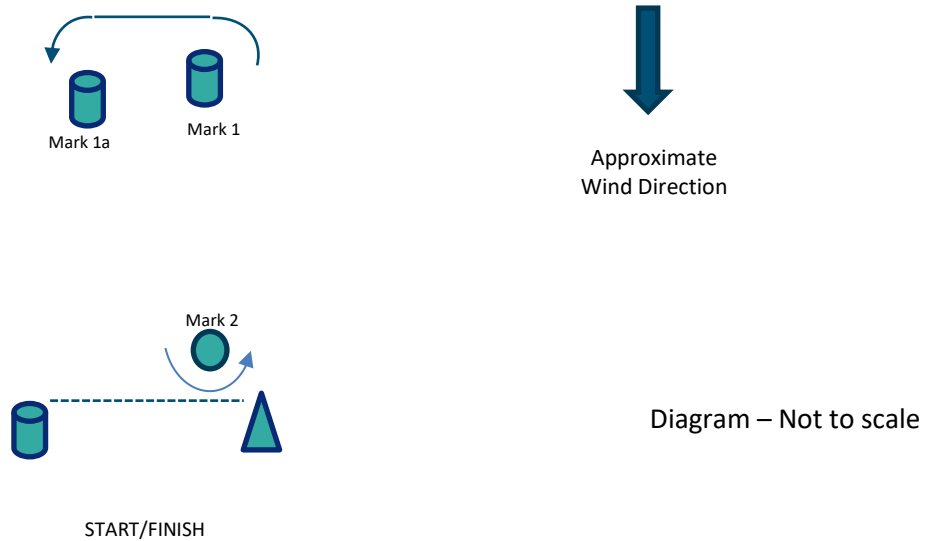 Mark 1a
Mark 1
Approximate
Wind Direction
Mark 2
Diagram – Not to scale
START/FINISH